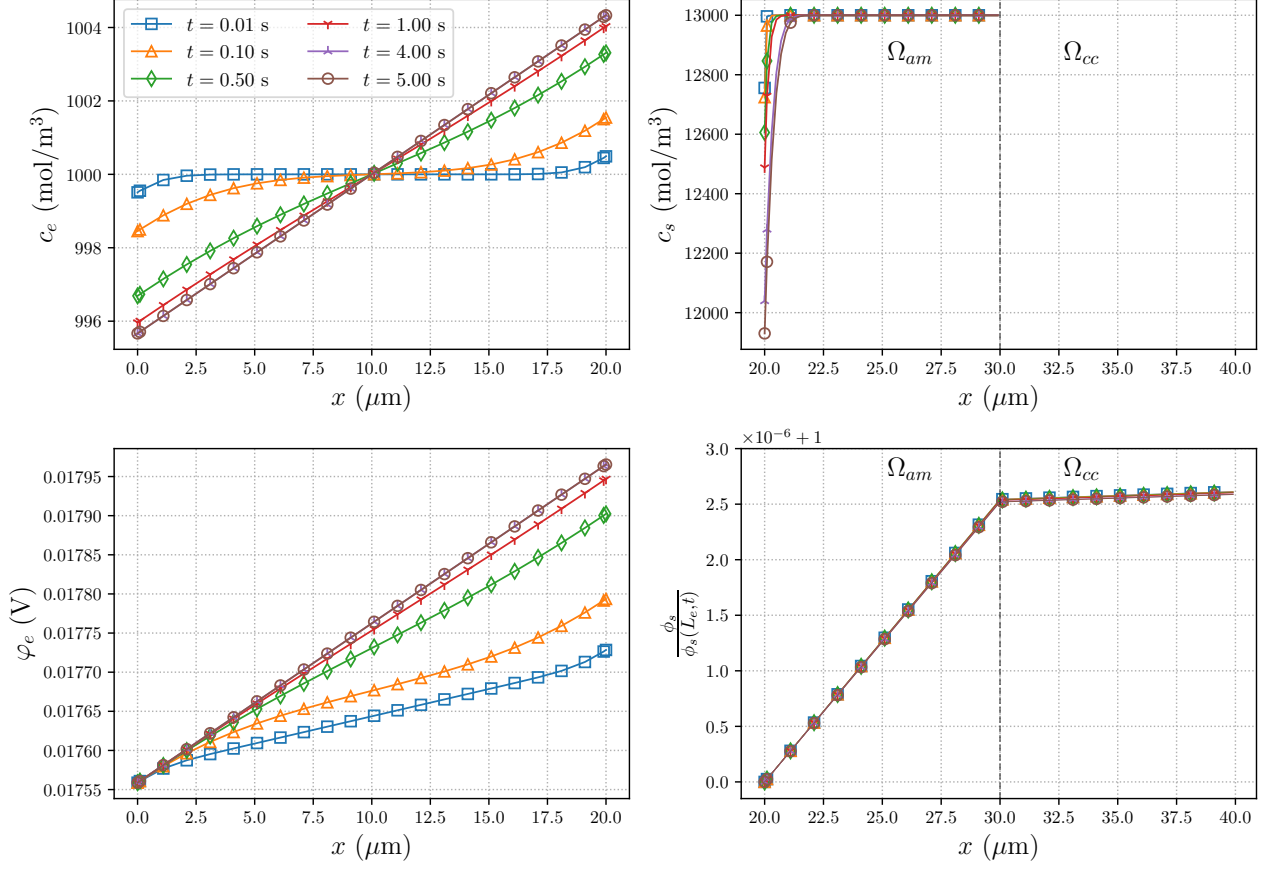 1004
1002
1000
998
996
c_e (mol/m³)
t = 0.01 s
t = 0.10 s
t = 0.50 s
t = 1.00 s
t = 4.00 s
t = 5.00 s
0.0 2.5 5.0 7.5 10.0 12.5 15.0 17.5 20.0
x (μm)
13000
12800
12600
12400
12200
12000
c_s (mol/m³)
Ω_am Ω_cc
20.0 22.5 25.0 27.5 30.0 32.5 35.0 37.5 40.0
x (μm)
0.01795
0.01790
0.01785
0.01780
0.01775
0.01770
0.01765
0.01760
0.01755
φ_e (V)
0.0 2.5 5.0 7.5 10.0 12.5 15.0 17.5 20.0
x (μm)
×10⁻⁶ + 1
3.0
2.5
2.0
1.5
1.0
0.5
0.0
ϕ_s
ϕ_s(L_e,t)
Ω_am Ω_cc
20.0 22.5 25.0 27.5 30.0 32.5 35.0 37.5 40.0
x (μm)